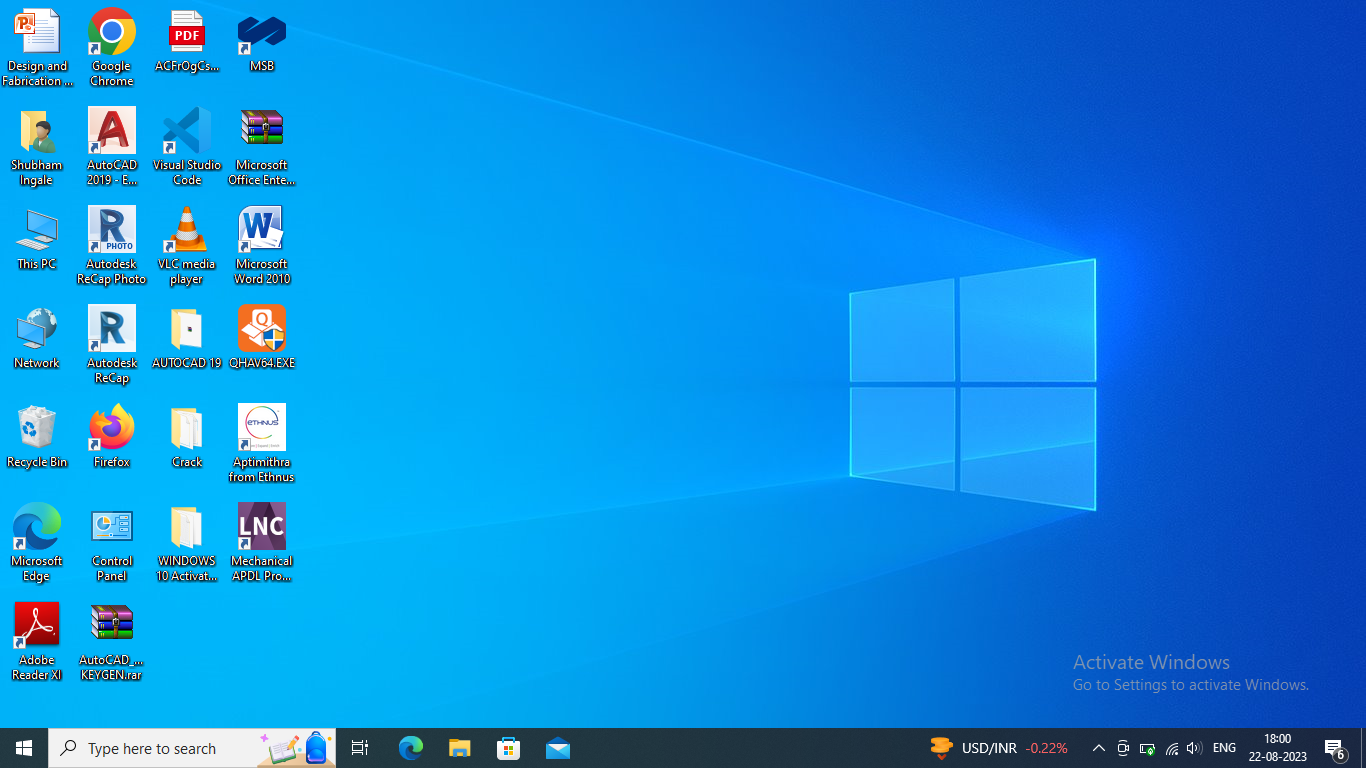 Design and
Fabrication ...
Google
Chrome
PDF
ACFrOgCs...
MSB
Shubham
Ingale
AutoCAD
2019 - E...
Visual Studio
Code
Microsoft
Office Ente...
This PC
PHOTO
Autodesk
ReCap Photo
VLC media
player
Microsoft
Word 2010
Network
Autodesk
ReCap
AUTOCAD 19
QHAV64.EXE
Recycle Bin
Firefox
Crack
ETHNUS
Aptimithra
from Ethnus
Microsoft
Edge
Control
Panel
WINDOWS
10 Activat...
LNC
Mechanical
APDL Pro...
Adobe
Reader XI
AutoCAD_...
KEYGEN.rar
Activate Windows
Go to Settings to activate Windows.
Type here to search
USD/INR -0.22%
ENG
18:00
22-08-2023
6